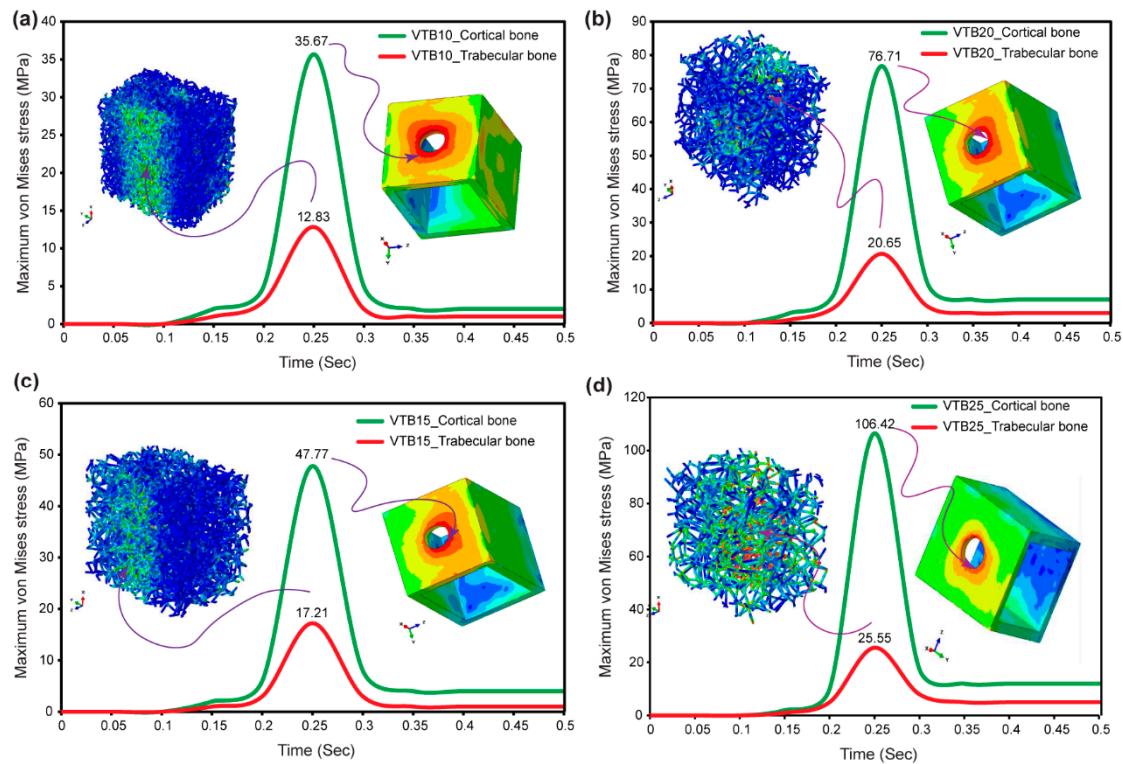 (a)
Maximum von Mises stress (MPa)
40
35
30
25
20
15
10
5
0
35.67
12.83
VTB10_Cortical bone
VTB10_Trabecular bone
0 0.05 0.1 0.15 0.2 0.25 0.3 0.35 0.4 0.45 0.5
Time (Sec)
(b)
Maximum von Mises stress (MPa)
90
80
70
60
50
40
30
20
10
0
76.71
20.65
VTB20_Cortical bone
VTB20_Trabecular bone
0 0.05 0.1 0.15 0.2 0.25 0.3 0.35 0.4 0.45 0.5
Time (Sec)
(c)
Maximum von Mises stress (MPa)
60
50
40
30
20
10
0
47.77
17.21
VTB15_Cortical bone
VTB15_Trabecular bone
0 0.05 0.1 0.15 0.2 0.25 0.3 0.35 0.4 0.45 0.5
Time (Sec)
(d)
Maximum von Mises stress (MPa)
120
100
80
60
40
20
0
106.42
25.55
VTB25_Cortical bone
VTB25_Trabecular bone
0 0.05 0.1 0.15 0.2 0.25 0.3 0.35 0.4 0.45 0.5
Time (Sec)